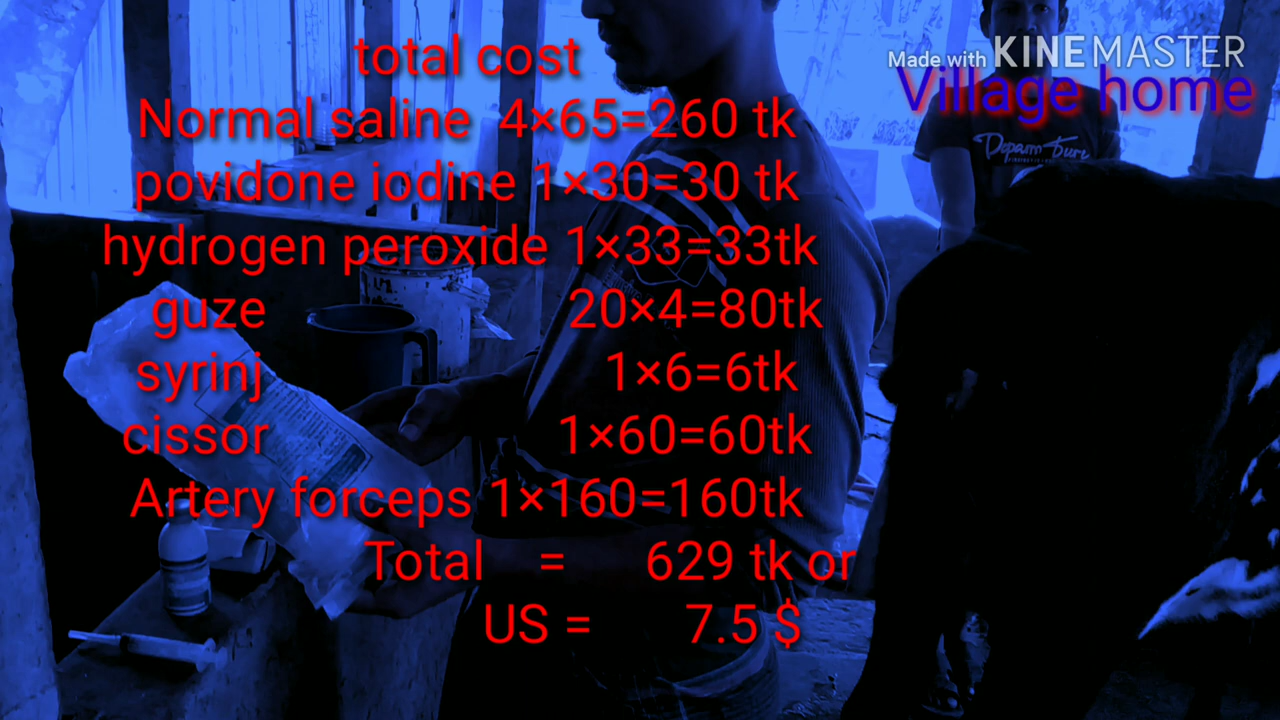 total cost
Made with KINEMASTER
Village home
Normal saline 4×65=260 tk
povidone iodine 1×30=30 tk
hydrogen peroxide 1×33=33tk
guze 20×4=80tk
syrinj 1×6=6tk
cissor 1×60=60tk
Artery forceps 1×160=160tk
Total = 629 tk or
US = 7.5 $